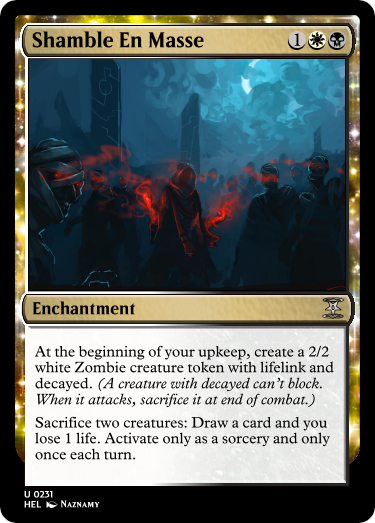 Shamble En Masse 1
Enchantment
At the beginning of your upkeep, create a 2/2
white Zombie creature token with lifelink and
decayed. (A creature with decayed can't block.
When it attacks, sacrifice it at end of combat.)
Sacrifice two creatures: Draw a card and you
lose 1 life. Activate only as a sorcery and only
once each turn.
U 0231
HEL Naznamy